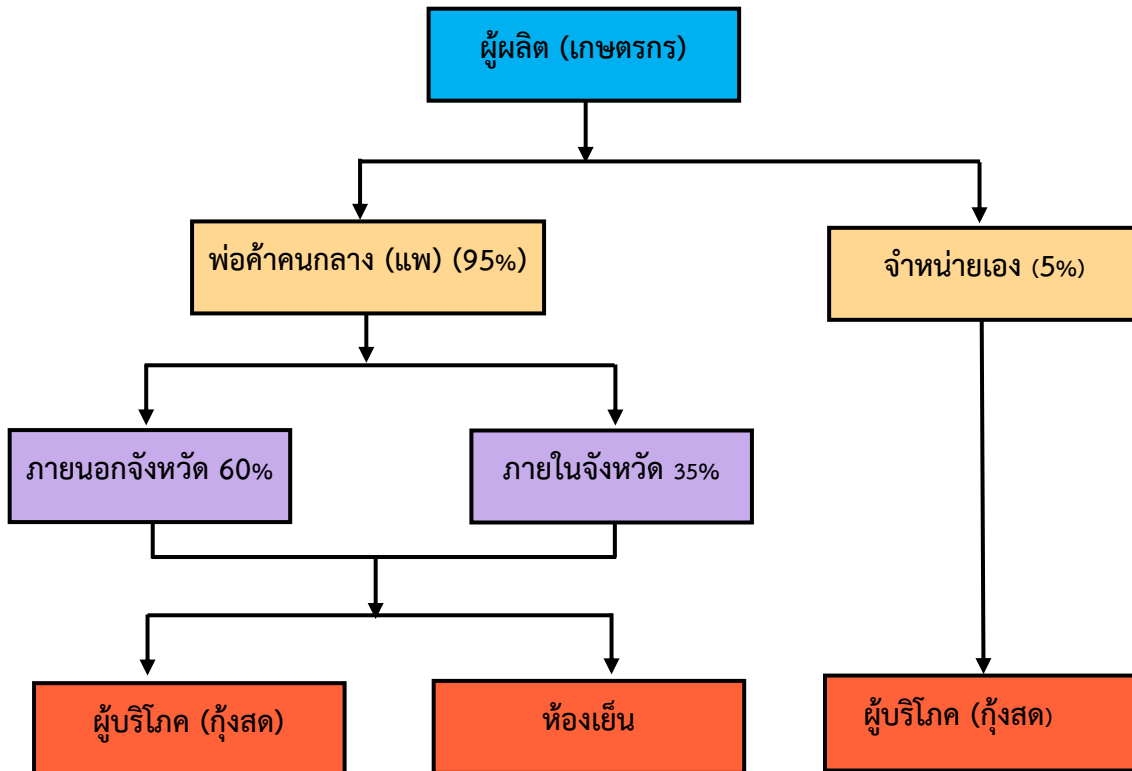 ผู้ผลิต (เกษตรกร)
พ่อค้าคนกลาง (แพ) (95%)
จำหน่ายเอง (5%)
ภายนอกจังหวัด 60%
ภายในจังหวัด 35%
ผู้บริโภค (กุ้งสด)
ห้องเย็น
ผู้บริโภค (กุ้งสด)